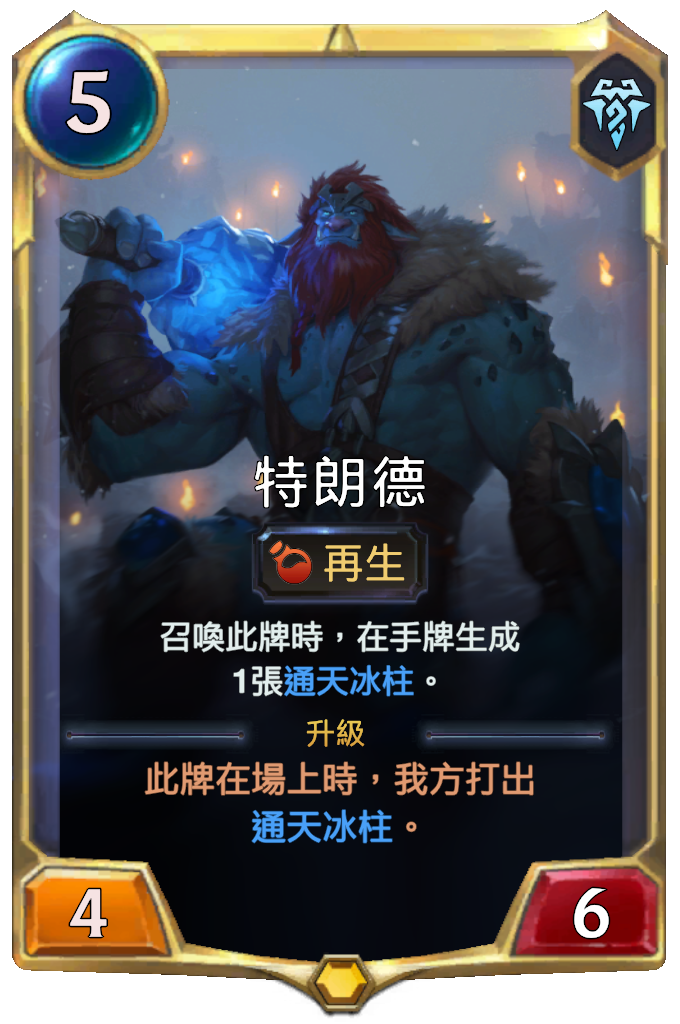 5
特朗德
再生
召喚此牌時，在手牌生成
1張通天冰柱。
升級
此牌在場上時，我方打出
通天冰柱。
4
6